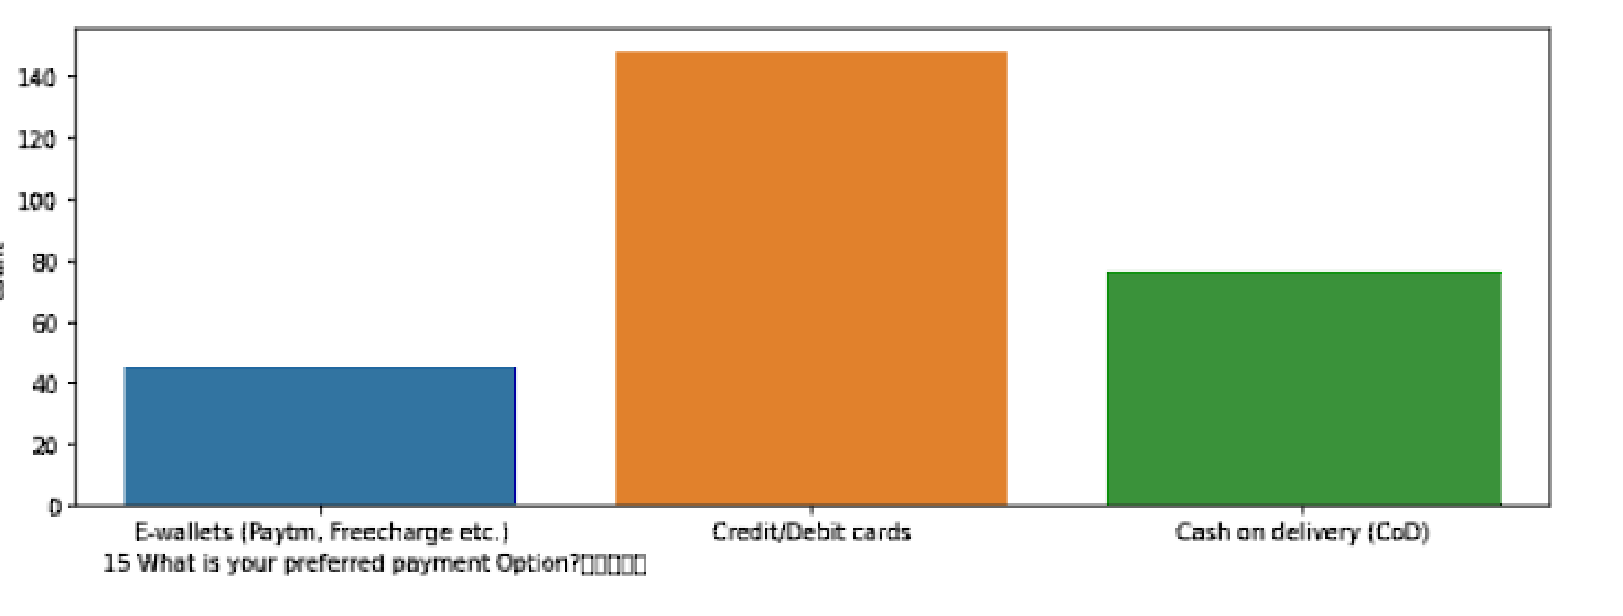 140
120
100
80
60
40
20
0
E-wallets (Paytm, Freecharge etc.)
Credit/Debit cards
Cash on delivery (CoD)
15 What is your preferred payment Option?